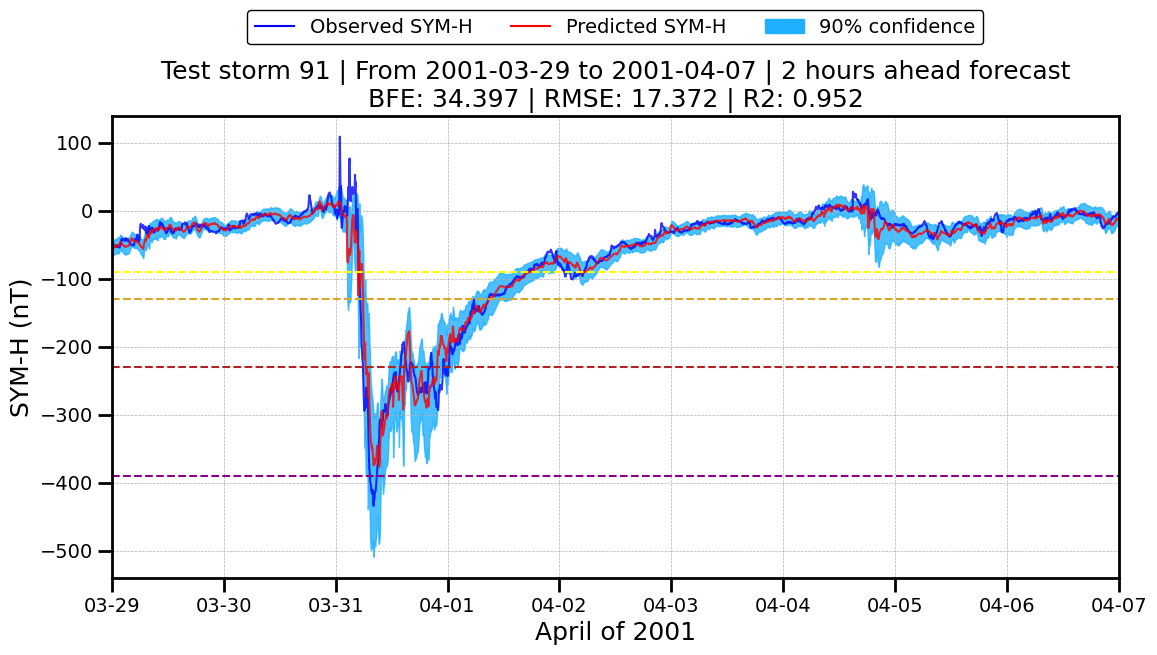 Observed SYM-H Predicted SYM-H 90% confidence
Test storm 91 | From 2001-03-29 to 2001-04-07 | 2 hours ahead forecast
BFE: 34.397 | RMSE: 17.372 | R2: 0.952
SYM-H (nT)
100
0
−100
−200
−300
−400
−500
03-29 03-30 03-31 04-01 04-02 04-03 04-04 04-05 04-06 04-07
April of 2001